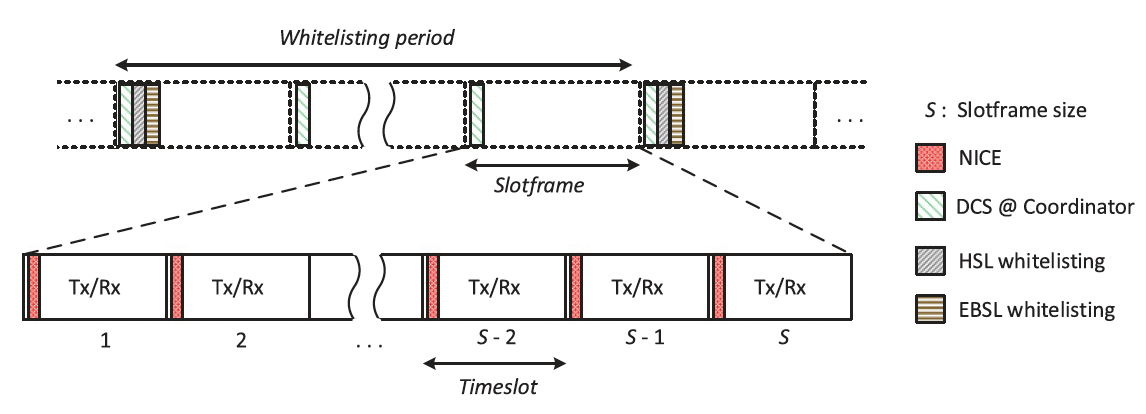 Whitelisting period
. . .
. . .
Slotframe
S : Slotframe size
NICE
DCS @ Coordinator
HSL whitelisting
EBSL whitelisting
Tx/Rx Tx/Rx Tx/Rx Tx/Rx Tx/Rx
1 2 . . . S - 2 S - 1 S
Timeslot